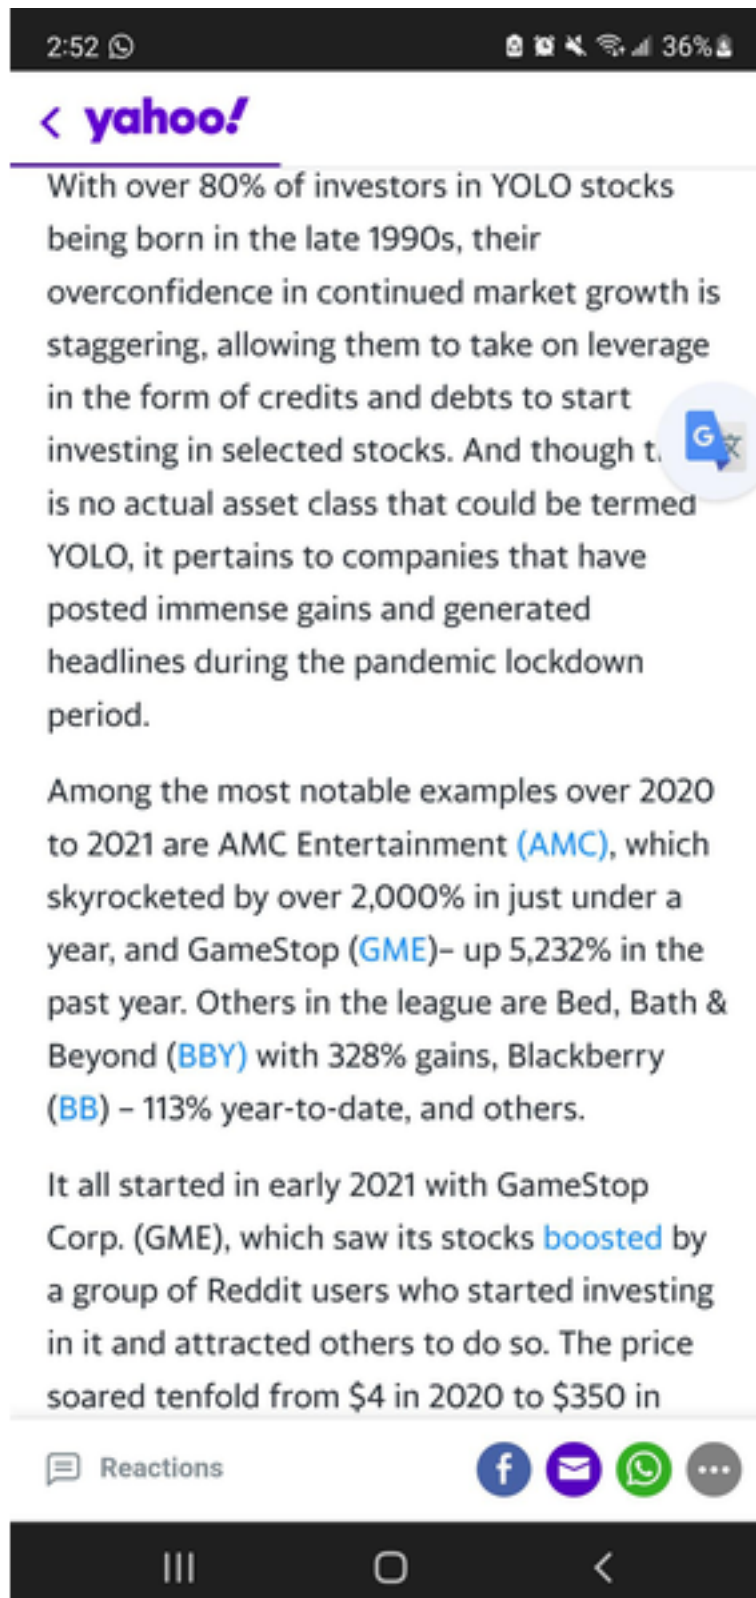 2:52
36%
yahoo!
With over 80% of investors in YOLO stocks
being born in the late 1990s, their
overconfidence in continued market growth is
staggering, allowing them to take on leverage
in the form of credits and debts to start
investing in selected stocks. And though t
is no actual asset class that could be termed
YOLO, it pertains to companies that have
posted immense gains and generated
headlines during the pandemic lockdown
period.
Among the most notable examples over 2020
to 2021 are AMC Entertainment (AMC), which
skyrocketed by over 2,000% in just under a
year, and GameStop (GME)– up 5,232% in the
past year. Others in the league are Bed, Bath &
Beyond (BBY) with 328% gains, Blackberry
(BB) – 113% year-to-date, and others.
It all started in early 2021 with GameStop
Corp. (GME), which saw its stocks boosted by
a group of Reddit users who started investing
in it and attracted others to do so. The price
soared tenfold from $4 in 2020 to $350 in
Reactions